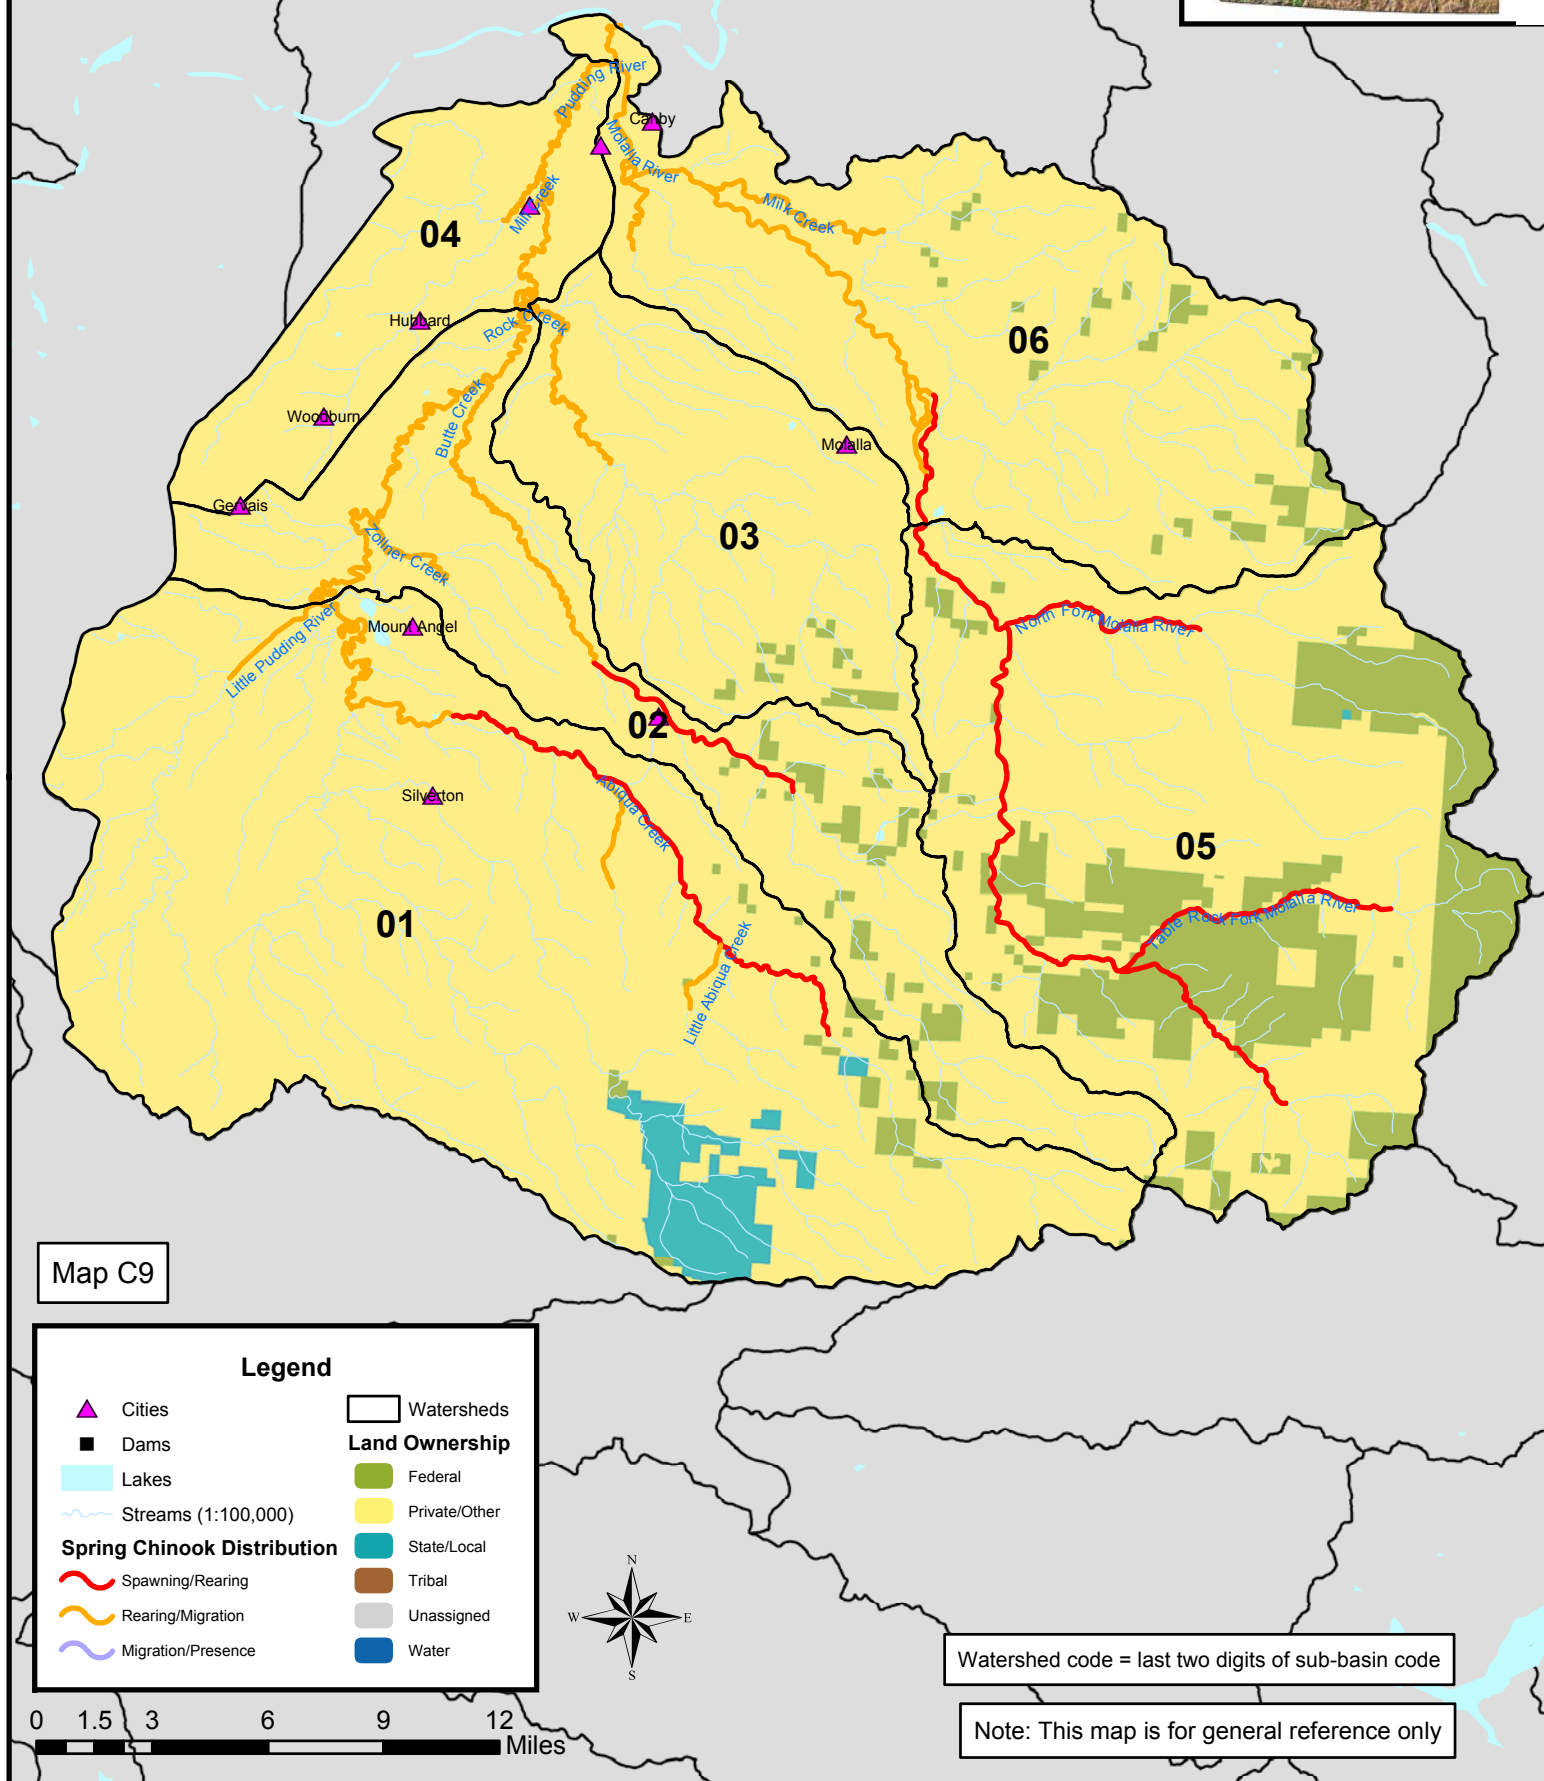 Pudding River
Canby
Molalla River
Mill Creek
Milk Creek
04
Hubbard
Rock Creek
06
Butte Creek
Woodburn
Molalla
Gervais
03
Zollner Creek
Little Pudding River
Mount Angel
North Fork Molalla River
02
Silverton
Abiqua Creek
05
01
Table Rock Fork Molalla River
Little Abiqua Creek
Map C9
Legend
Cities
Dams
Lakes
Streams (1:100,000)
Spring Chinook Distribution
Spawning/Rearing
Rearing/Migration
Migration/Presence
Watersheds
Land Ownership
Federal
Private/Other
State/Local
Tribal
Unassigned
Water
N
W
E
S
Watershed code = last two digits of sub-basin code
Note: This map is for general reference only
0 1.5 3 6 9 12
Miles